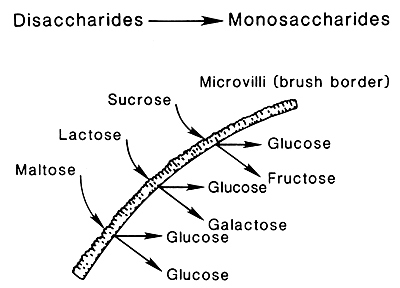 Disaccharides Monosaccharides
Microvilli (brush border)
Sucrose
Glucose
Lactose
Fructose
Maltose
Glucose
Galactose
Glucose
Glucose